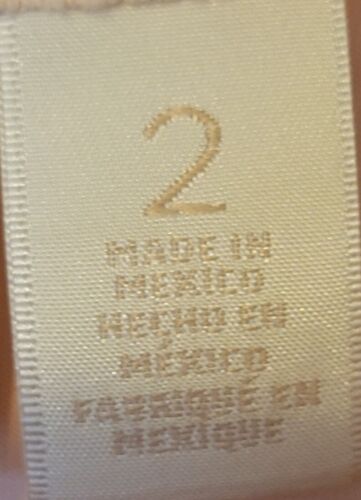 2
MADE IN
MEXICO
HECHO EN
MÉXICO
FABRIQUÉ EN
MEXIQUE